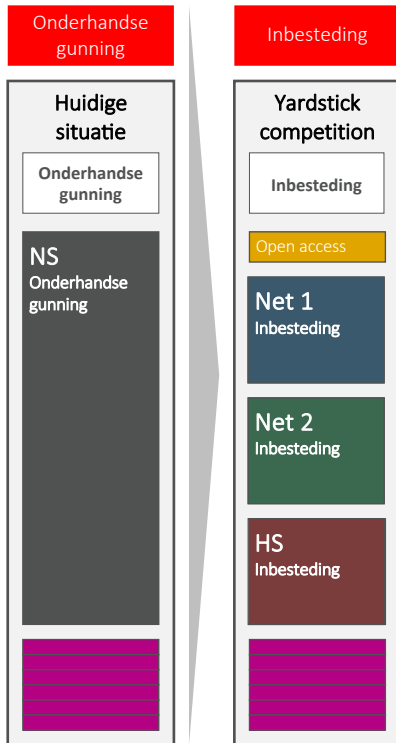 Onderhandse
gunning
Huidige
situatie
Onderhandse
gunning
NS
Onderhandse
gunning
Inbesteding
Yardstick
competition
Inbesteding
Open access
Net 1
Inbesteding
Net 2
Inbesteding
HS
Inbesteding